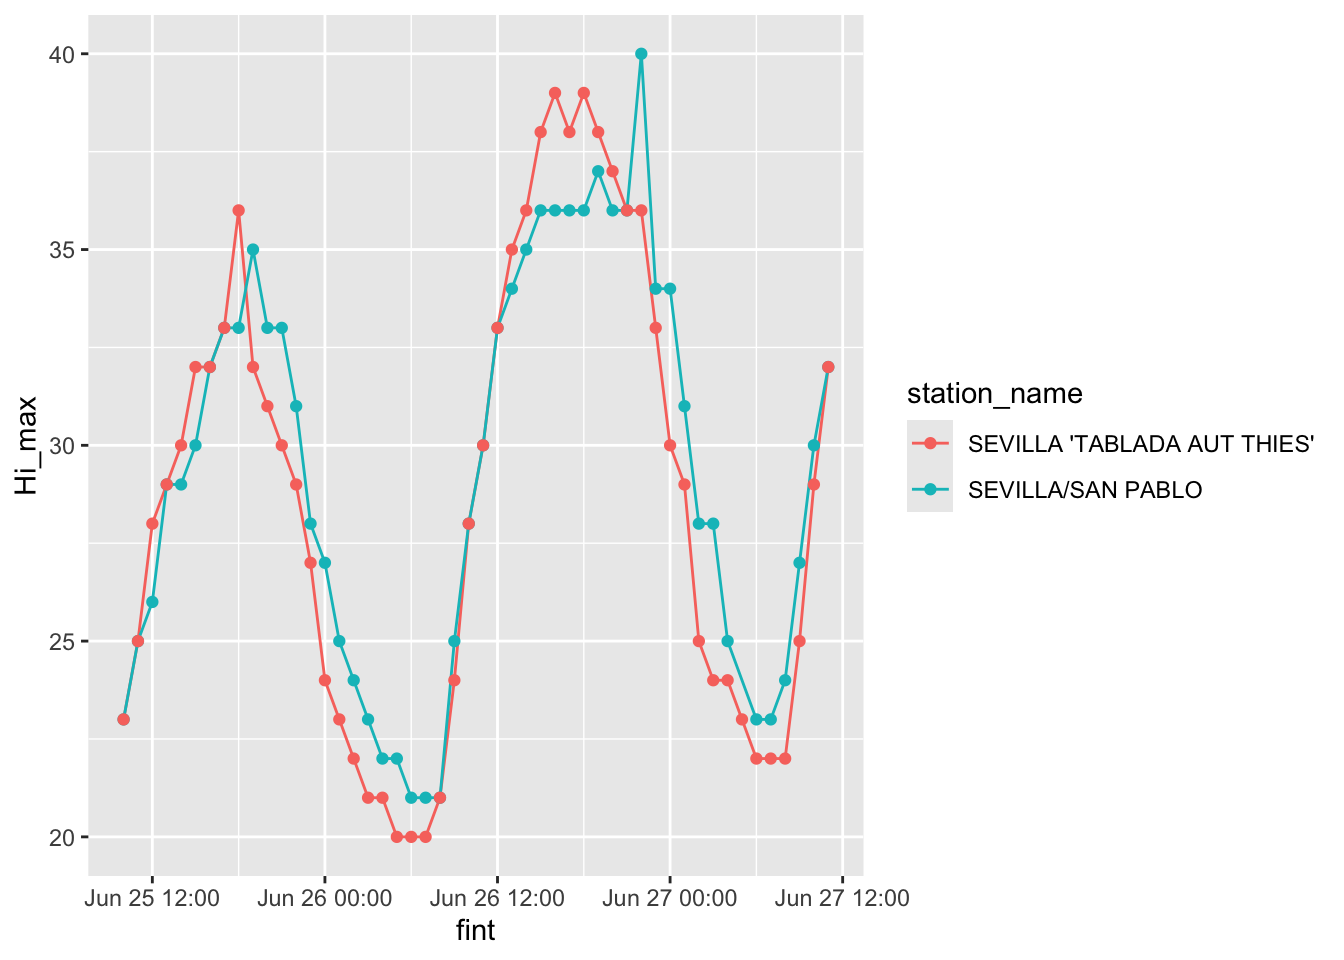 40
35
30
25
20
Hi_max
Jun 25 12:00 Jun 26 00:00 Jun 26 12:00 Jun 27 00:00 Jun 27 12:00
fint
station_name
SEVILLA 'TABLADA AUT THIES'
SEVILLA/SAN PABLO